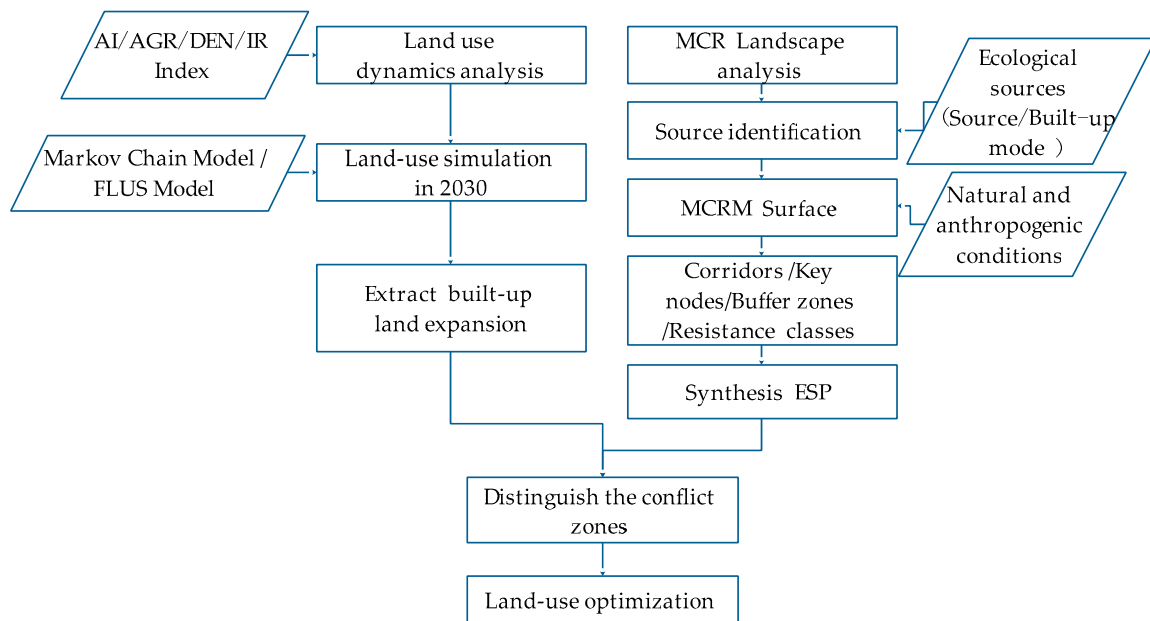 AI/AGR/DEN/IR
Index
Land use
dynamics analysis
Markov Chain Model /
FLUS Model
Land-use simulation
in 2030
Extract built-up
land expansion
MCR Landscape
analysis
Ecological
sources
(Source/Built-up
mode )
Source identification
MCRM Surface
Natural and
anthropogenic
conditions
Corridors /Key
nodes/Buffer zones
/Resistance classes
Synthesis ESP
Distinguish the conflict
zones
Land-use optimization